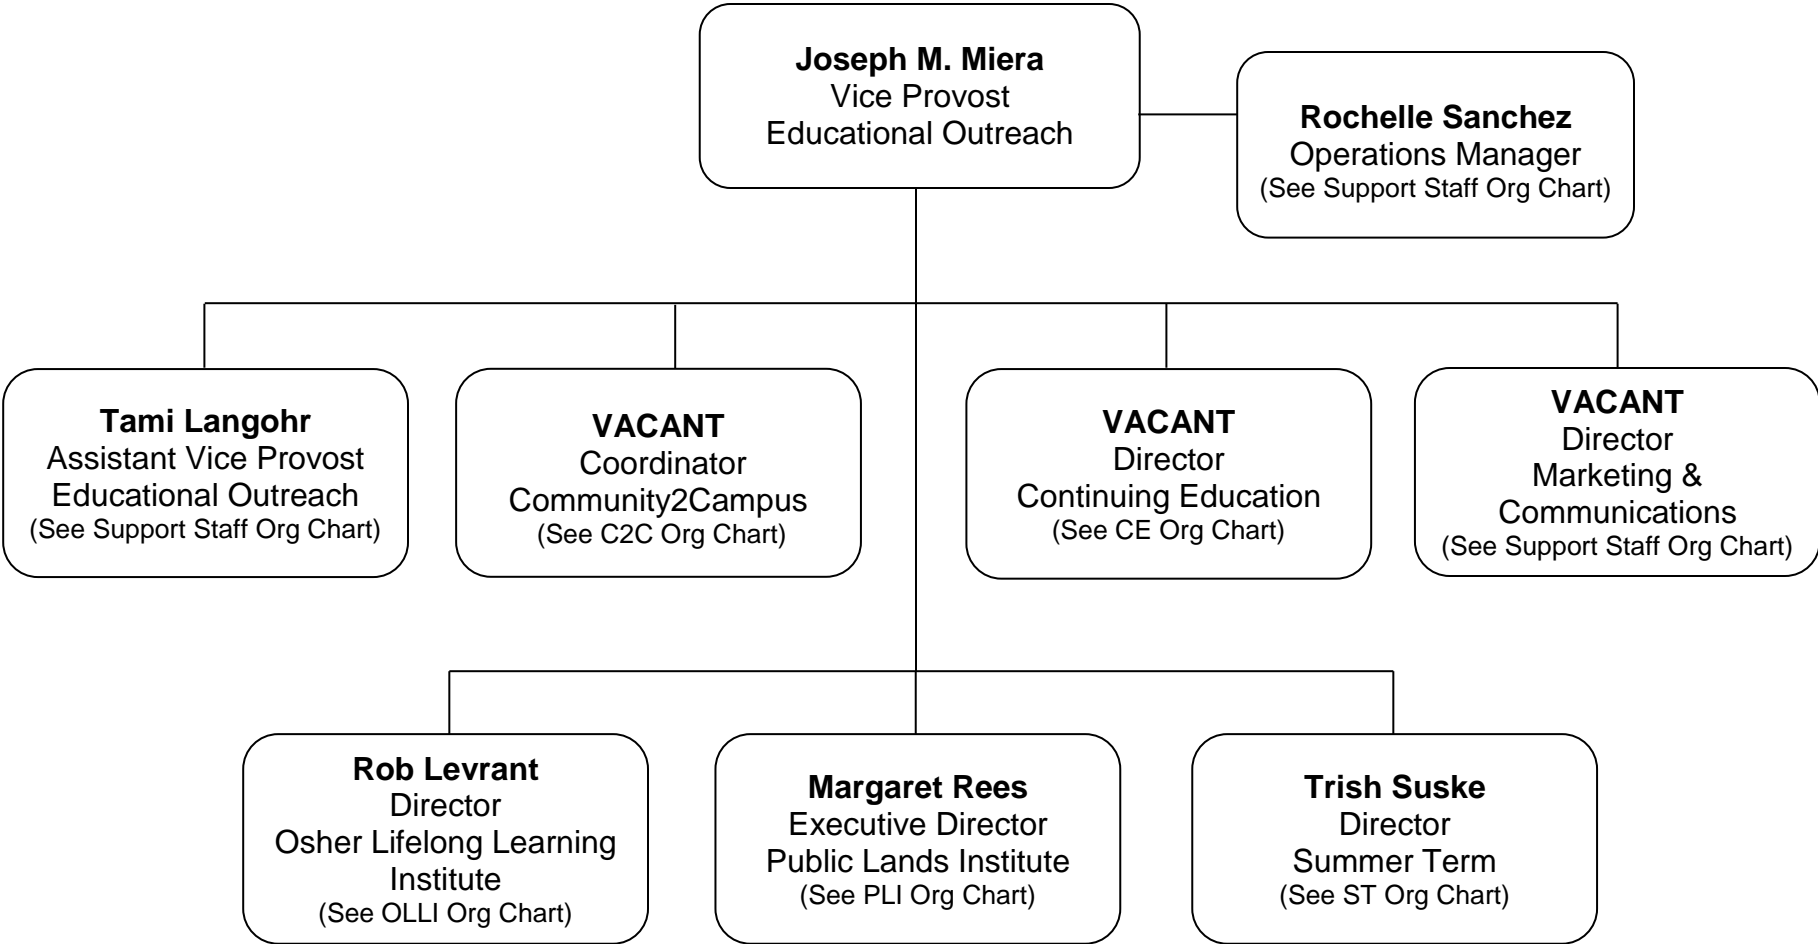 Joseph M. Miera
Vice Provost
Educational Outreach
Rochelle Sanchez
Operations Manager
(See Support Staff Org Chart)
Tami Langohr
Assistant Vice Provost
Educational Outreach
(See Support Staff Org Chart)
VACANT
Coordinator
Community2Campus
(See C2C Org Chart)
VACANT
Director
Continuing Education
(See CE Org Chart)
VACANT
Director
Marketing &
Communications
(See Support Staff Org Chart)
Rob Levrant
Director
Osher Lifelong Learning
Institute
(See OLLI Org Chart)
Margaret Rees
Executive Director
Public Lands Institute
(See PLI Org Chart)
Trish Suske
Director
Summer Term
(See ST Org Chart)